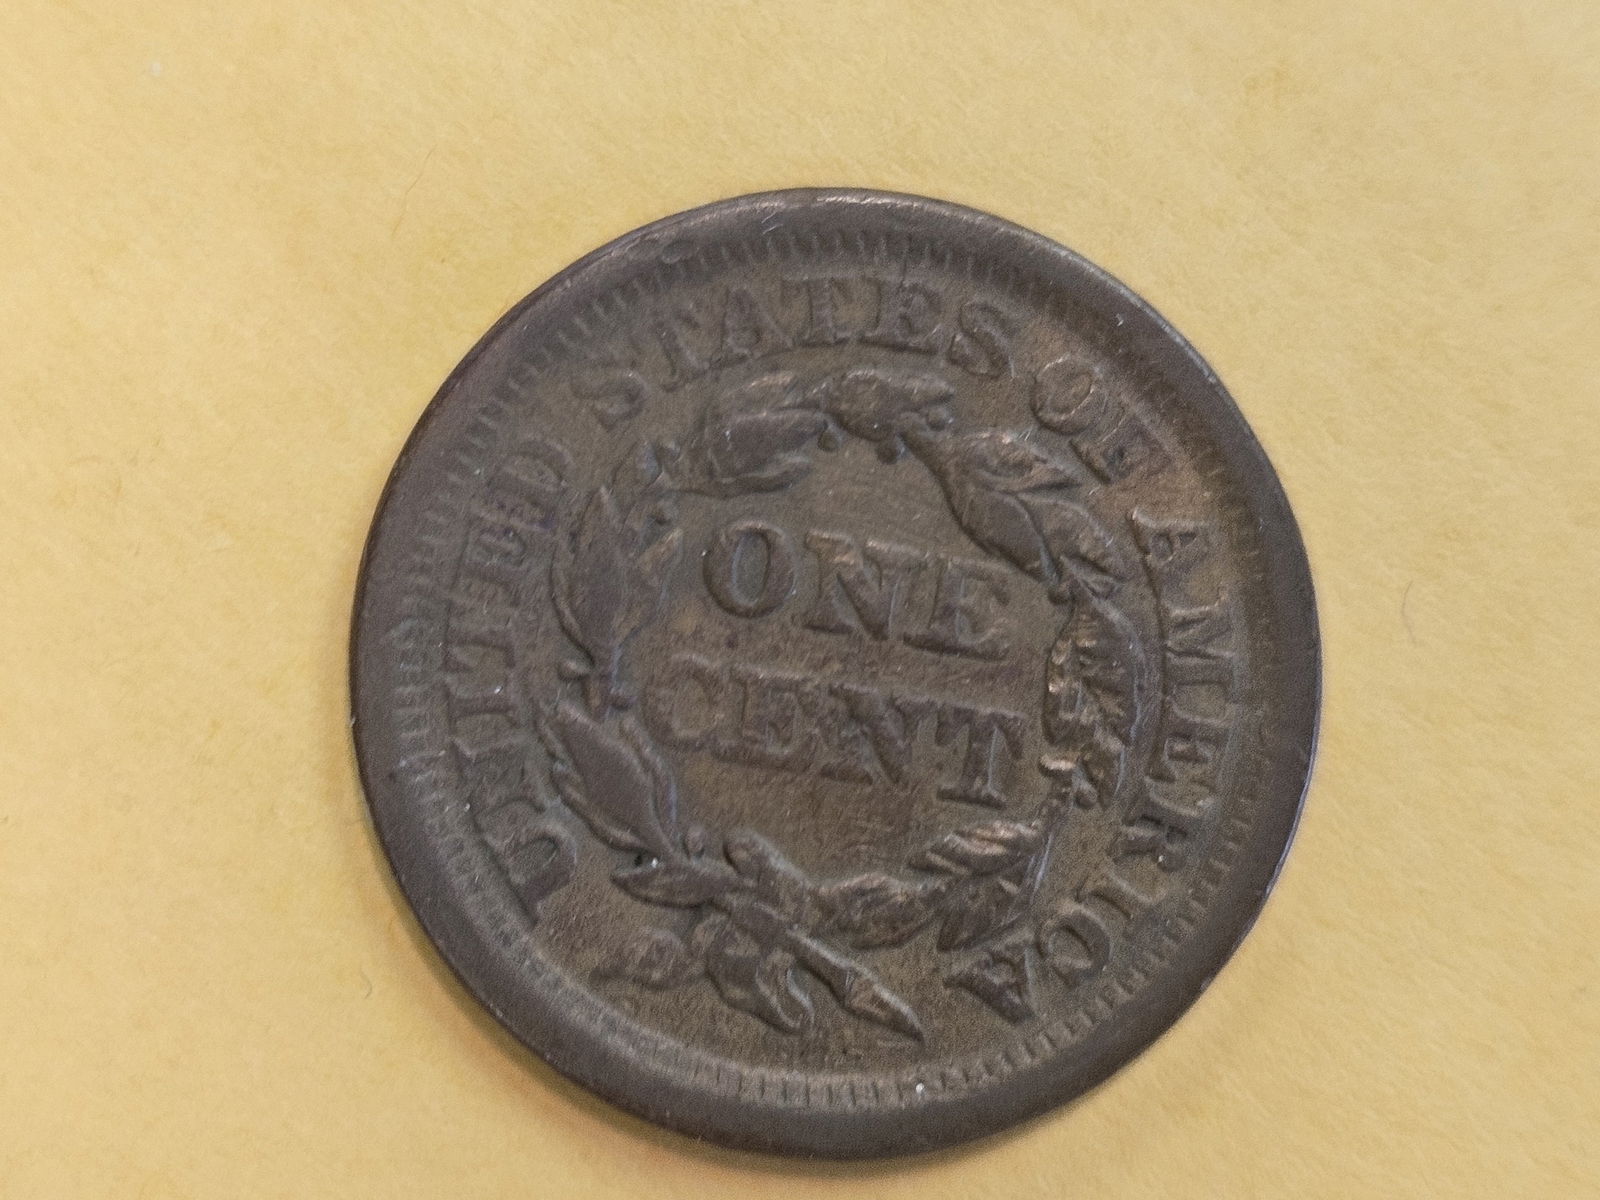 UNITED STATES OF AMERICA
ONE
CENT